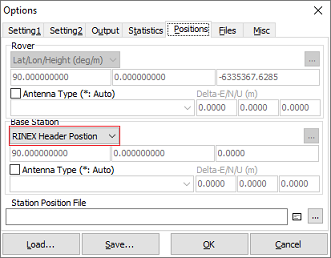 Options
Setting1 Setting2 Output Statistics Positions Files Misc
Rover
Lat/Lon/Height (deg/m) ...
90.000000000 0.000000000 -6335367.6285
Antenna Type (*: Auto) Delta-E/N/U (m)
0.0000 0.0000 0.0000
Base Station
RINEX Header Postion ...
90.000000000 0.000000000 0.0000
Antenna Type (*: Auto) Delta-E/N/U (m)
0.0000 0.0000 0.0000
Station Position File
...
Load... Save... OK Cancel